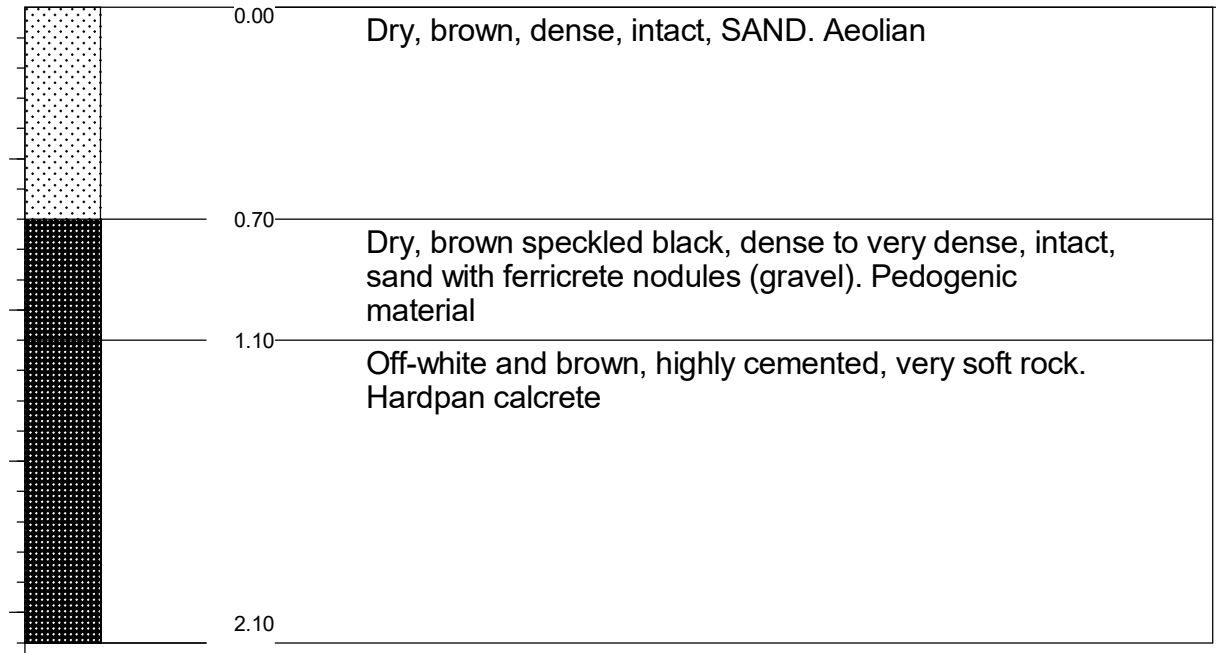 0.00
Dry, brown, dense, intact, SAND. Aeolian
0.70
Dry, brown speckled black, dense to very dense, intact,
sand with ferricrete nodules (gravel). Pedogenic
material
1.10
Off-white and brown, highly cemented, very soft rock.
Hardpan calcrete
2.10